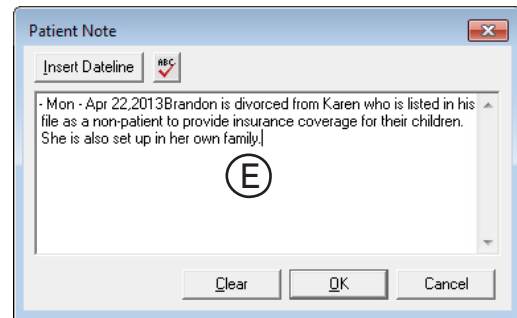 Patient Note
Insert Dateline ABC
- Mon - Apr 22,2013Brandon is divorced from Karen who is listed in his
file as a non-patient to provide insurance coverage for their children.
She is also set up in her own family.
E
Clear OK Cancel